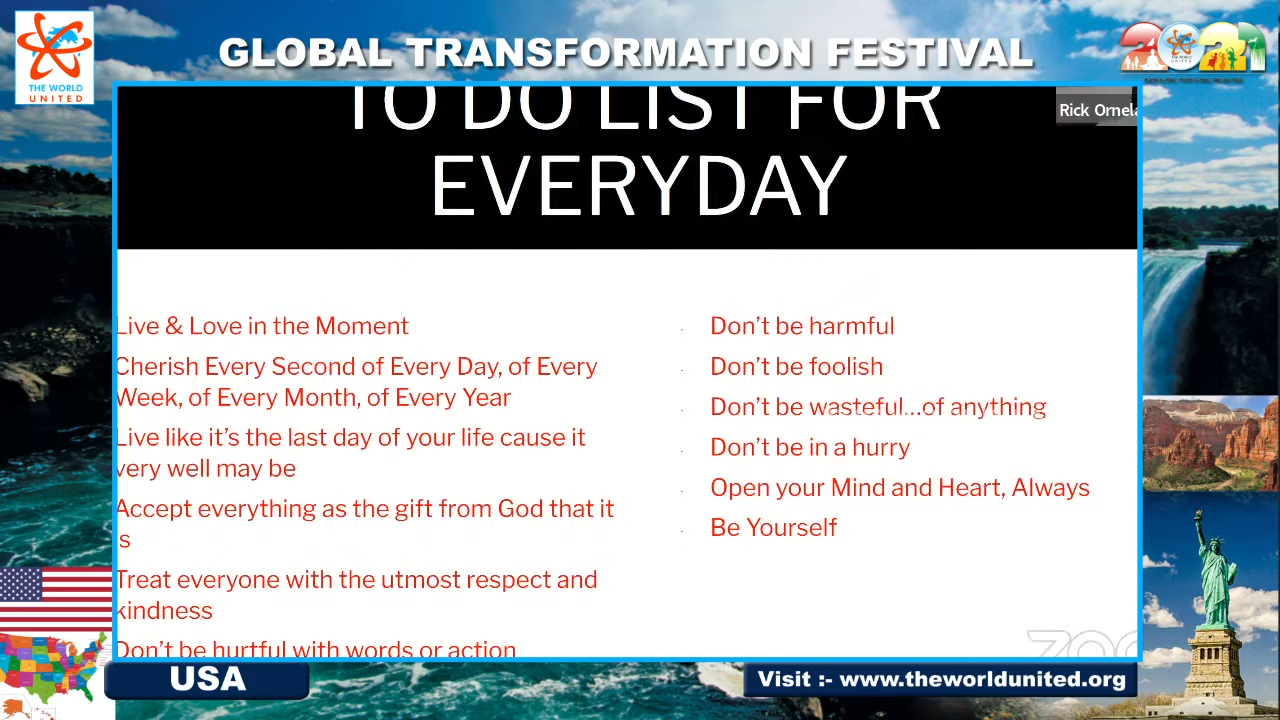 GLOBAL TRANSFORMATION FESTIVAL
THE WORLD
UNITED
2021
TO DO LIST FOR
EVERYDAY
Rick Ornela
Live & Love in the Moment
Cherish Every Second of Every Day, of Every
Week, of Every Month, of Every Year
Live like it's the last day of your life cause it
very well may be
Accept everything as the gift from God that it
is
Treat everyone with the utmost respect and
kindness
Don't be hurtful with words or action
Don't be harmful
Don't be foolish
Don't be wasteful...of anything
Don't be in a hurry
Open your Mind and Heart, Always
Be Yourself
zoo
USA
Visit :- www.theworldunited.org